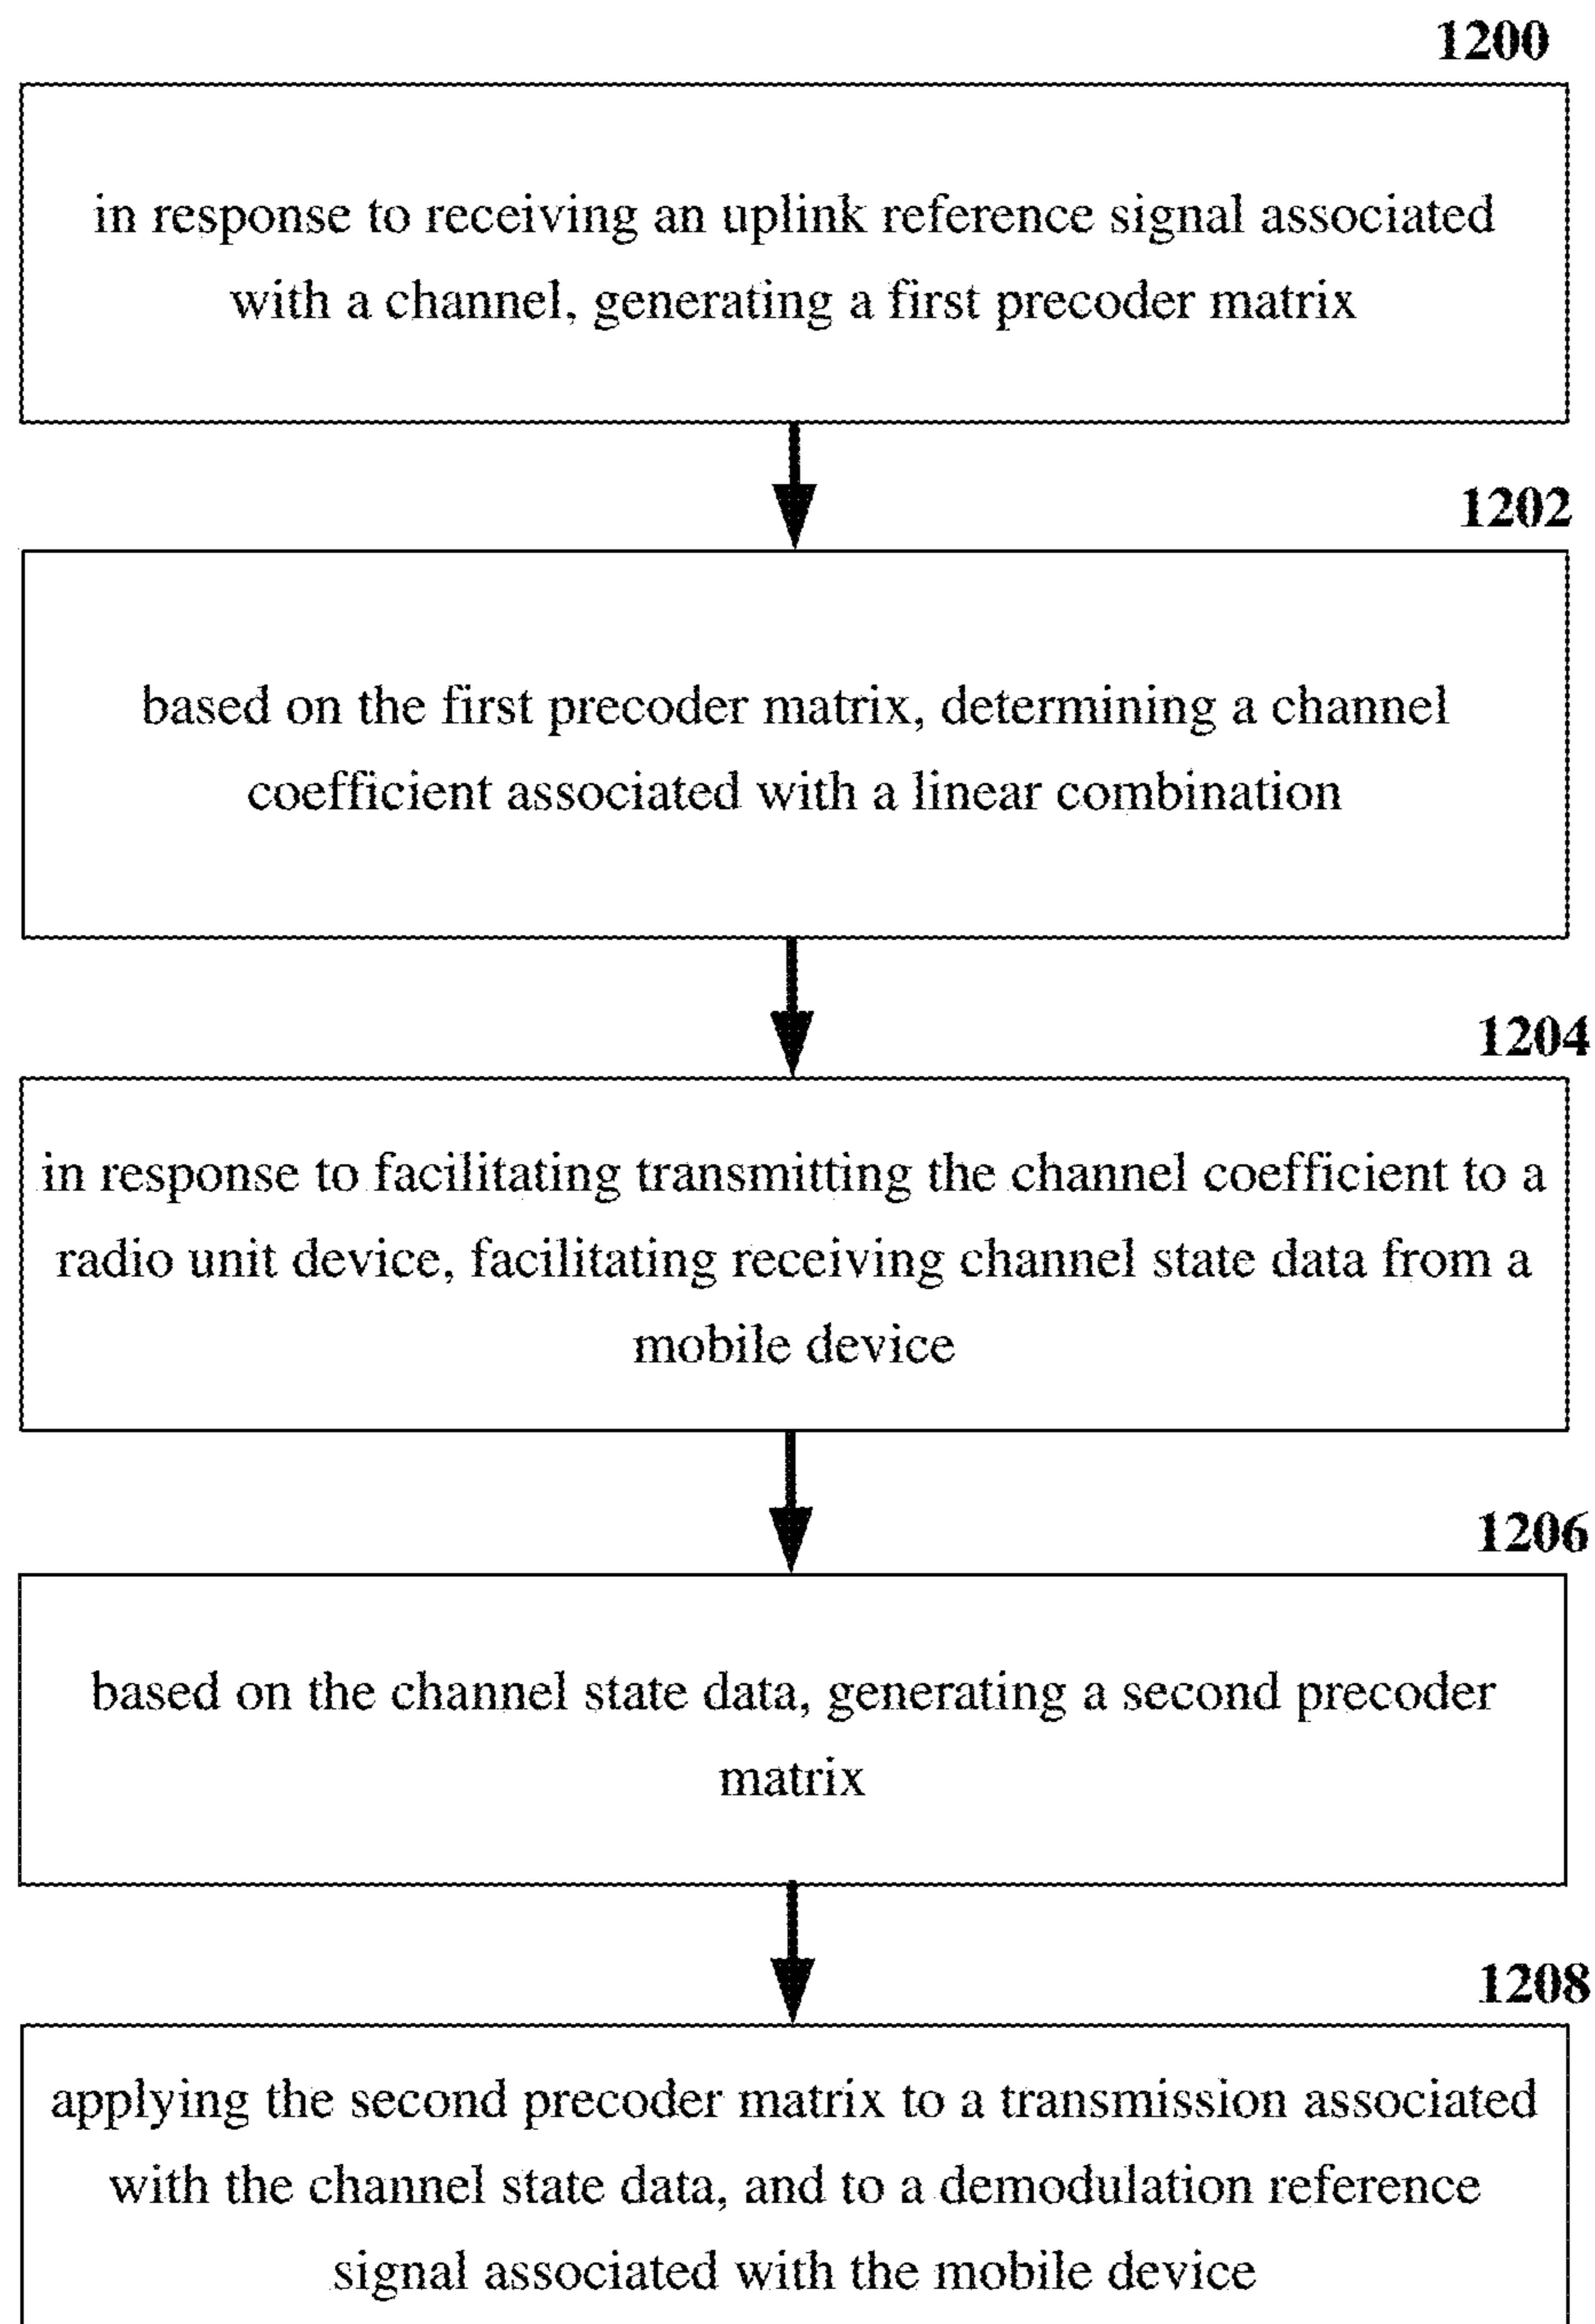 1200
in response to receiving an uplink reference signal associated
with a channel, generating a first precoder matrix
1202
based on the first precoder matrix, determining a channel
coefficient associated with a linear combination
1204
in response to facilitating transmitting the channel coefficient to a
radio unit device, facilitating receiving channel state data from a
mobile device
1206
based on the channel state data, generating a second precoder
matrix
1208
applying the second precoder matrix to a transmission associated
with the channel state data, and to a demodulation reference
signal associated with the mobile device